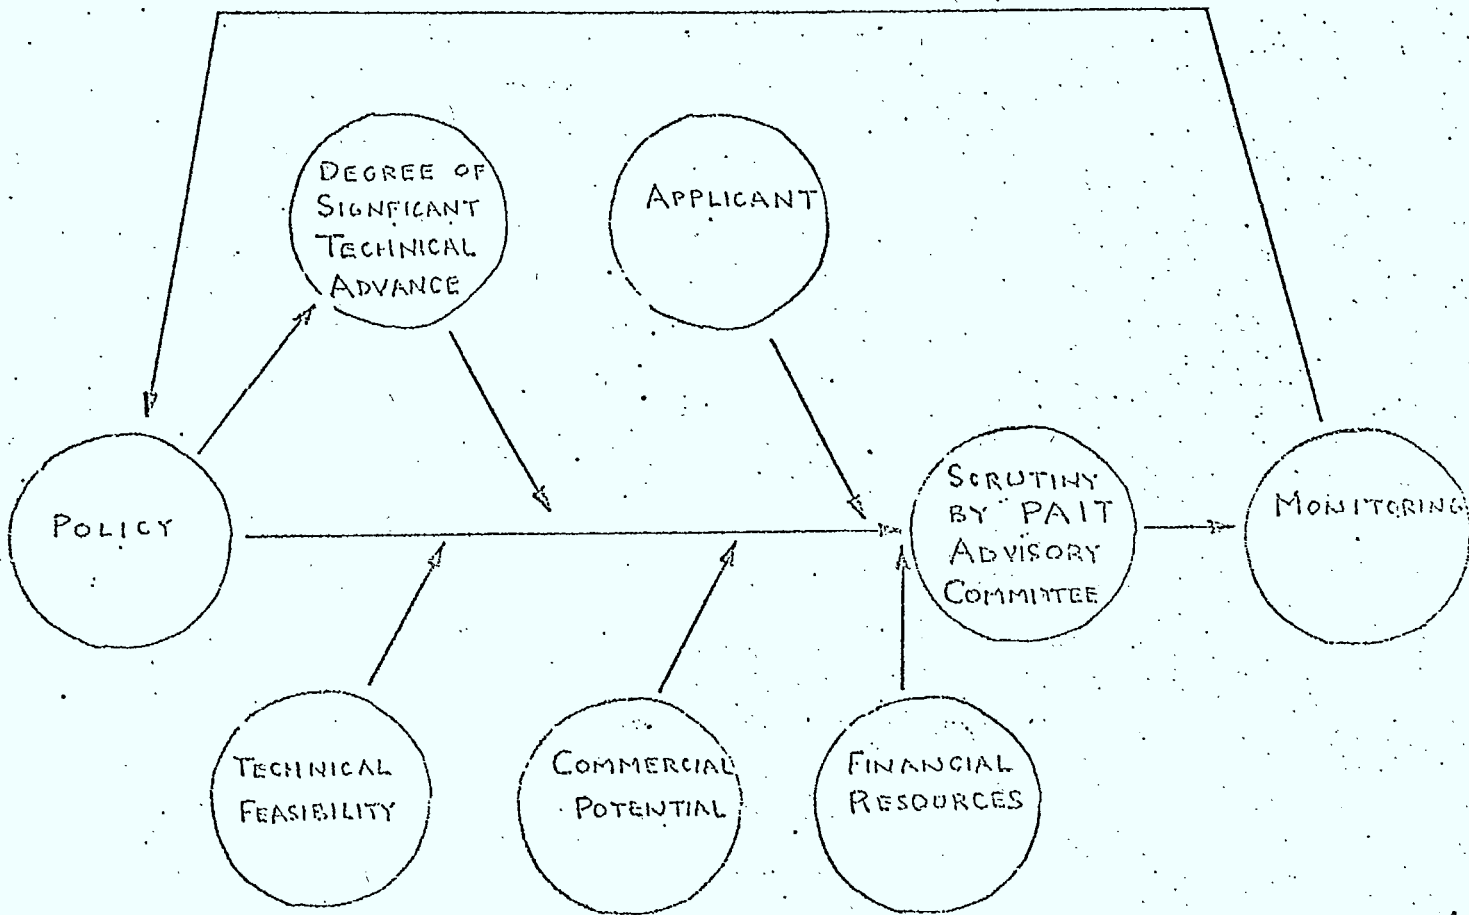 DEGREE OF
SIGNFICANT
TECHNICAL
ADVANCE
APPLICANT
POLICY
SCRUTINY
BY PAIT
ADVISORY
COMMITTEE
MONITORING
TECHNICAL
FEASIBILITY
COMMERCIAL
POTENTIAL
FINANCIAL
RESOURCES